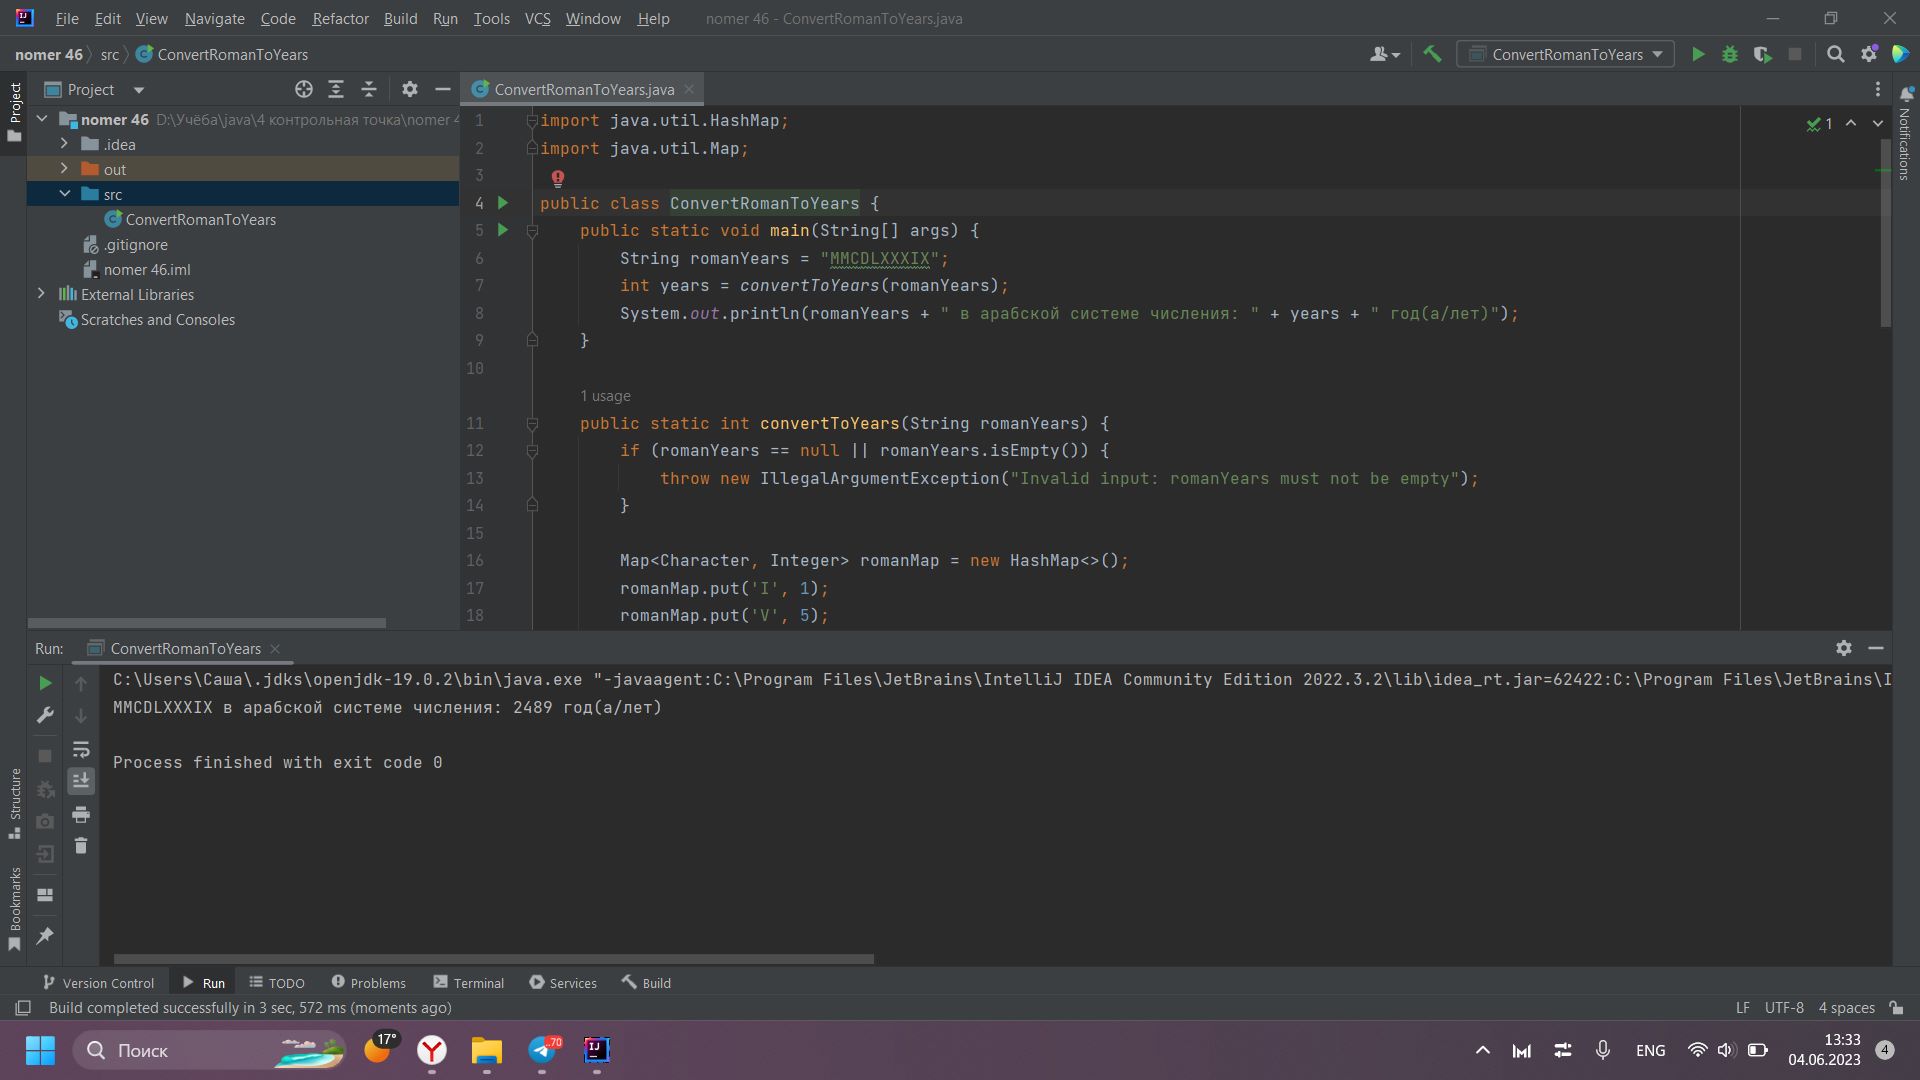 File Edit View Navigate Code Refactor Build Run Tools VCS Window Help nomer 46 - ConvertRomanToYears.java
nomer 46 src ConvertRomanToYears
ConvertRomanToYears
Project
Project
ConvertRomanToYears.java
Notifications
nomer 46 D:\Учёба\java\4 контрольная точка\nomer 4
.idea
out
src
ConvertRomanToYears
.gitignore
nomer 46.iml
External Libraries
Scratches and Consoles
1
1 import java.util.HashMap;
2 import java.util.Map;
3
4 public class ConvertRomanToYears {
5 public static void main(String[] args) {
6 String romanYears = "MMCDLXXXIX";
7 int years = convertToYears(romanYears);
8 System.out.println(romanYears + " в арабской системе числения: " + years + " год(а/лет)");
9 }
10
1 usage
11 public static int convertToYears(String romanYears) {
12 if (romanYears == null || romanYears.isEmpty()) {
13 throw new IllegalArgumentException("Invalid input: romanYears must not be empty");
14 }
15
16 Map<Character, Integer> romanMap = new HashMap<>();
17 romanMap.put('I', 1);
18 romanMap.put('V', 5);
Run: ConvertRomanToYears
C:\Users\Саша\.jdks\openjdk-19.0.2\bin\java.exe "-javaagent:C:\Program Files\JetBrains\IntelliJ IDEA Community Edition 2022.3.2\lib\idea_rt.jar=62422:C:\Program Files\JetBrains\I
MMCDLXXXIX в арабской системе числения: 2489 год(а/лет)
Process finished with exit code 0
Structure
Bookmarks
Version Control Run TODO Problems Terminal Services Build
Build completed successfully in 3 sec, 572 ms (moments ago)
LF UTF-8 4 spaces
Поиск
17°
..70
ENG
13:33
04.06.2023
4